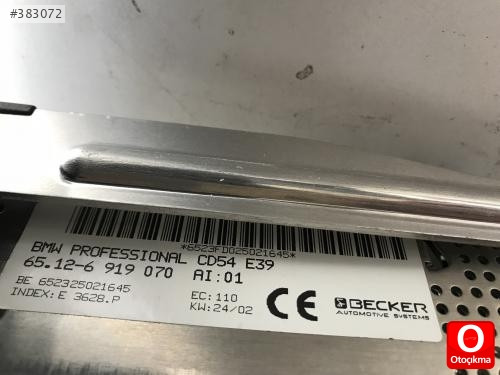 #383072
*6523FD025021645*
BMW PROFESSIONAL CD54 E39
65.12-6 919 070 AI:01
BE 652325021645
INDEX: E 3628.P
EC: 110
KW: 24/02
CE
BECKER
AUTOMOTIVE SYSTEMS
O
Otoçıkma